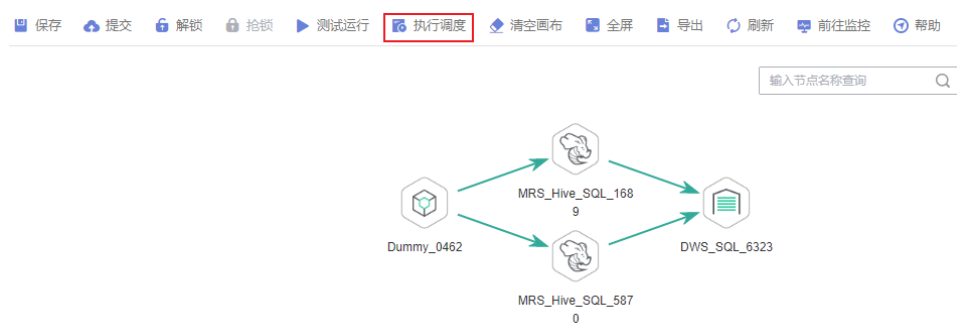 保存 提交 解锁 抢锁 测试运行 执行调度 清空画布 全屏 导出 刷新 前往监控 帮助
输入节点名称查询
MRS_Hive_SQL_168
9
Dummy_0462
DWS_SQL_6323
MRS_Hive_SQL_587
0